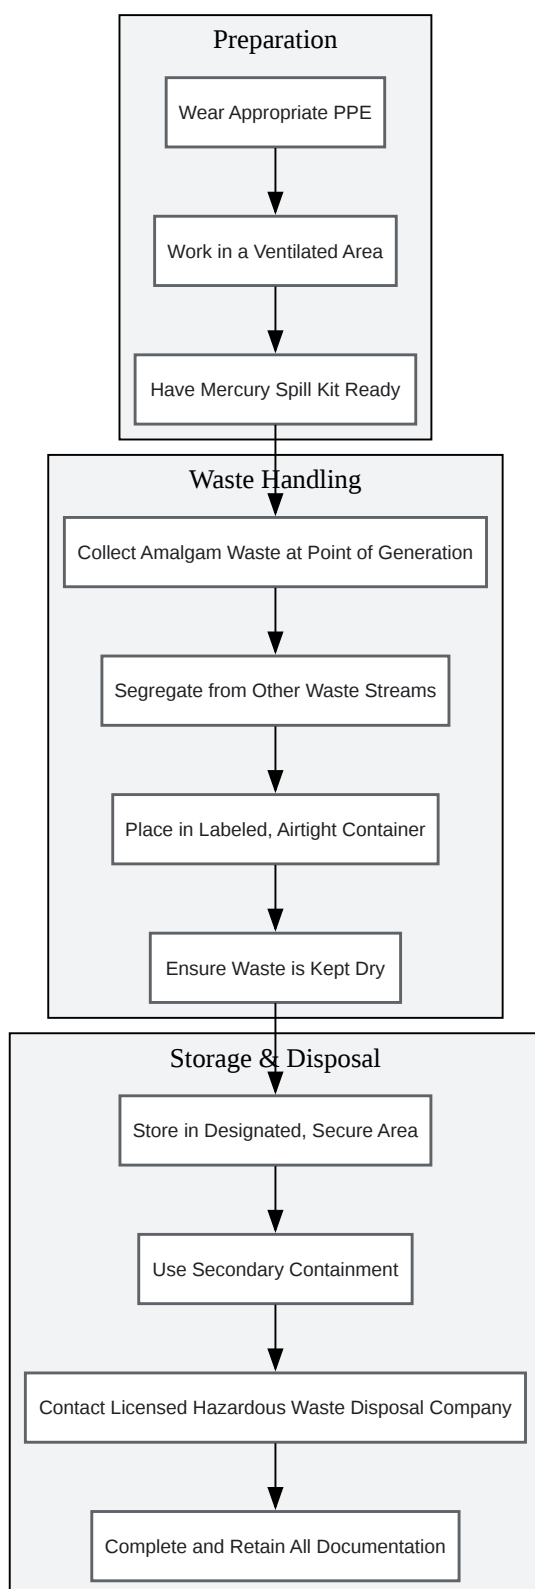 Preparation
Wear Appropriate PPE
Work in a Ventilated Area
Have Mercury Spill Kit Ready
Waste Handling
Collect Amalgam Waste at Point of Generation
Segregate from Other Waste Streams
Place in Labeled, Airtight Container
Ensure Waste is Kept Dry
Storage & Disposal
Store in Designated, Secure Area
Use Secondary Containment
Contact Licensed Hazardous Waste Disposal Company
Complete and Retain All Documentation